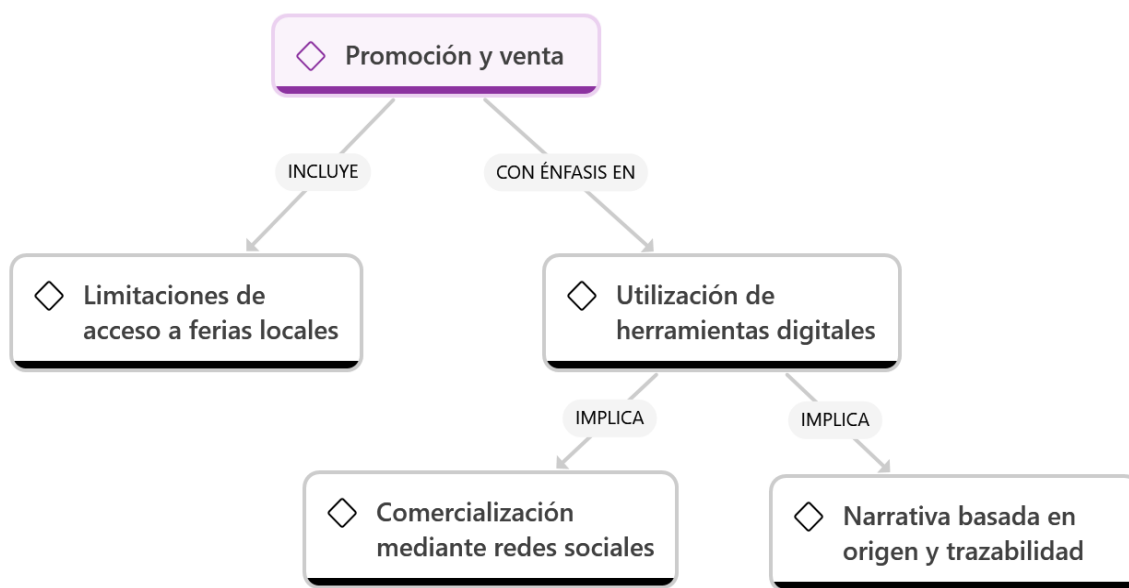 Promoción y venta
INCLUYE
CON ÉNFASIS EN
Limitaciones de
acceso a ferias locales
Utilización de
herramientas digitales
IMPLICA
IMPLICA
Comercialización
mediante redes sociales
Narrativa basada en
origen y trazabilidad